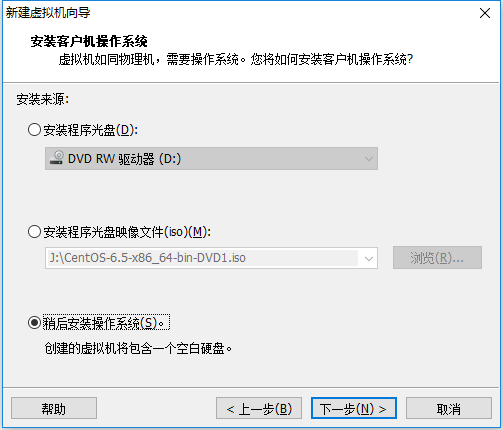 新建虚拟机向导
安装客户机操作系统
虚拟机如同物理机，需要操作系统。您将如何安装客户机操作系统?
安装来源:
安装程序光盘(D):
DVD RW 驱动器 (D:)
安装程序光盘映像文件(iso)(M):
J:\CentOS-6.5-x86_64-bin-DVD1.iso
浏览(R)...
稍后安装操作系统(S)。
创建的虚拟机将包含一个空白硬盘。
帮助
< 上一步(B)
下一步(N) >
取消